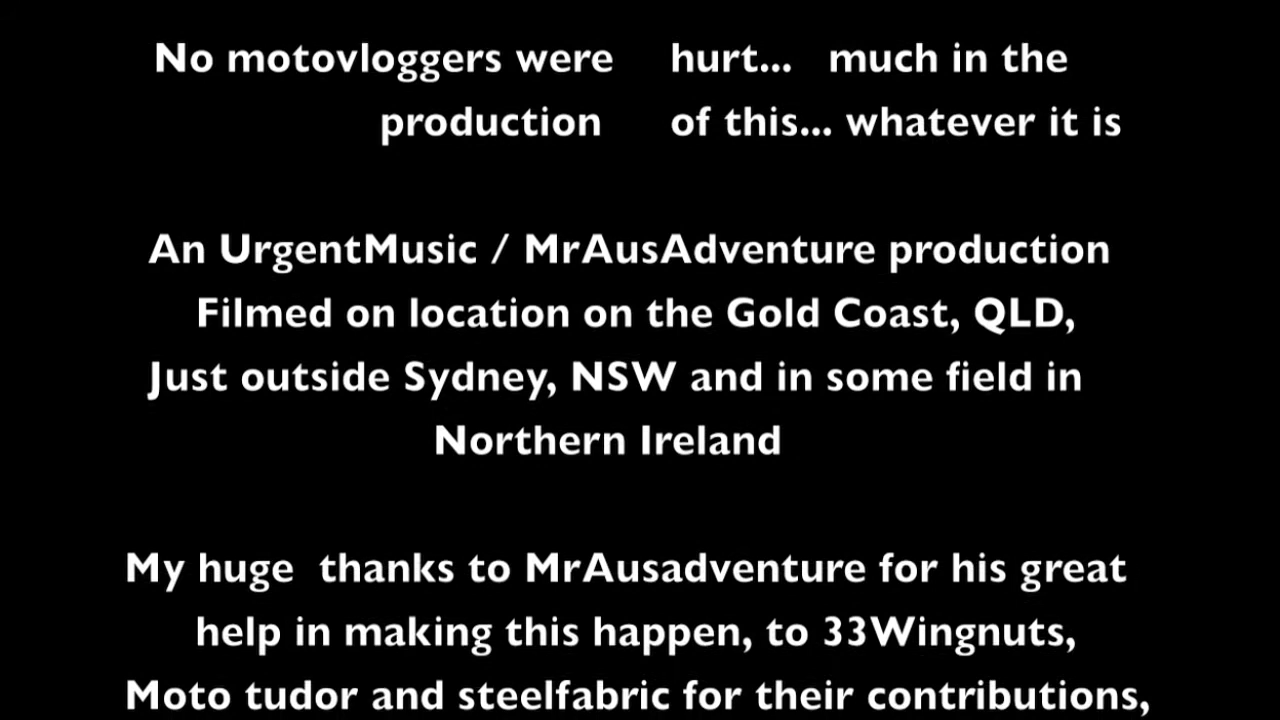 No motovloggers were hurt... much in the
production of this... whatever it is
An UrgentMusic / MrAusAdventure production
Filmed on location on the Gold Coast, QLD,
Just outside Sydney, NSW and in some field in
Northern Ireland
My huge thanks to MrAusadventure for his great
help in making this happen, to 33Wingnuts,
Moto tudor and steelfabric for their contributions,